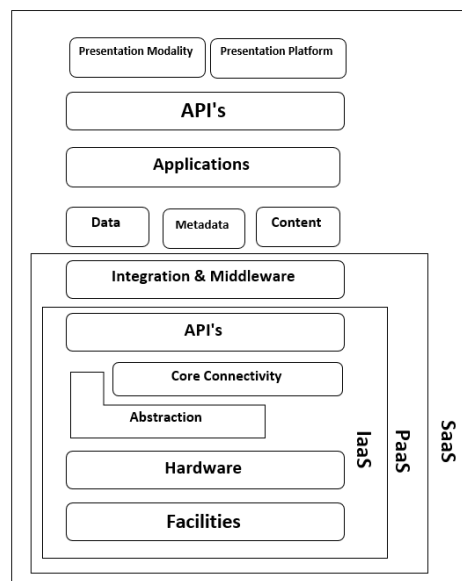 Presentation Modality
Presentation Platform
API's
Applications
Data
Metadata
Content
Integration & Middleware
API's
Core Connectivity
Abstraction
Hardware
Facilities
IaaS
PaaS
SaaS